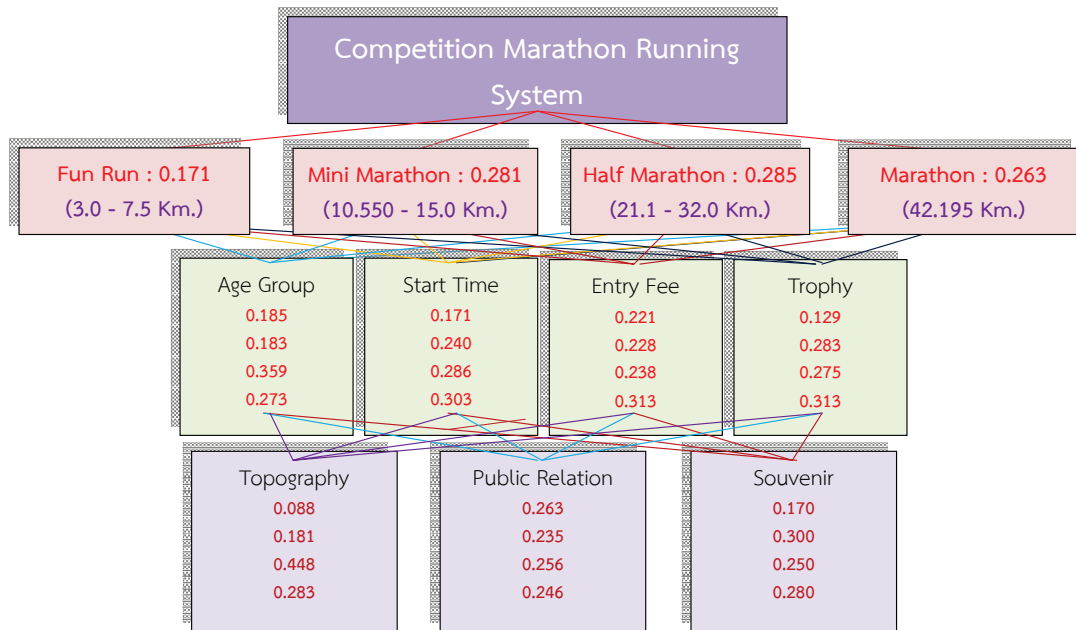 Competition Marathon Running
System
Fun Run : 0.171
(3.0 - 7.5 Km.)
Mini Marathon : 0.281
(10.550 - 15.0 Km.)
Half Marathon : 0.285
(21.1 - 32.0 Km.)
Marathon : 0.263
(42.195 Km.)
Age Group
0.185
0.183
0.359
0.273
Start Time
0.171
0.240
0.286
0.303
Entry Fee
0.221
0.228
0.238
0.313
Trophy
0.129
0.283
0.275
0.313
Topography
0.088
0.181
0.448
0.283
Public Relation
0.263
0.235
0.256
0.246
Souvenir
0.170
0.300
0.250
0.280